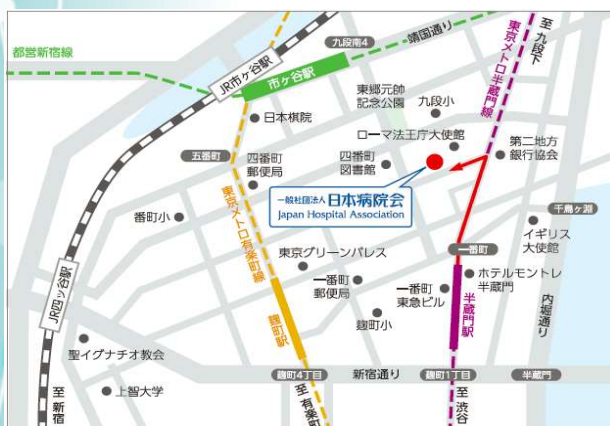 至 九段下
靖国通り
九段南4
都営新宿線
JR市ヶ谷駅
市ヶ谷駅
東京メトロ半蔵門線
東郷元帥
記念公園
九段小
日本棋院
ローマ法王庁大使館
第二地方
銀行協会
五番町
四番町
郵便局
四番町
図書館
一般社団法人 日本病院会
Japan Hospital Association
千鳥ヶ淵
番町小
東京メトロ有楽町線
イギリス
大使館
一番町
東京グリーンパレス
一番町
郵便局
一番町
東急ビル
ホテルモントレ
半蔵門
JR四ッ谷駅
麹町駅
麹町小
半蔵門駅
内堀通り
聖イグナチオ教会
新宿通り
麹町4丁目
麹町1丁目
半蔵門
上智大学
至 新宿
至 有楽町
至 渋谷